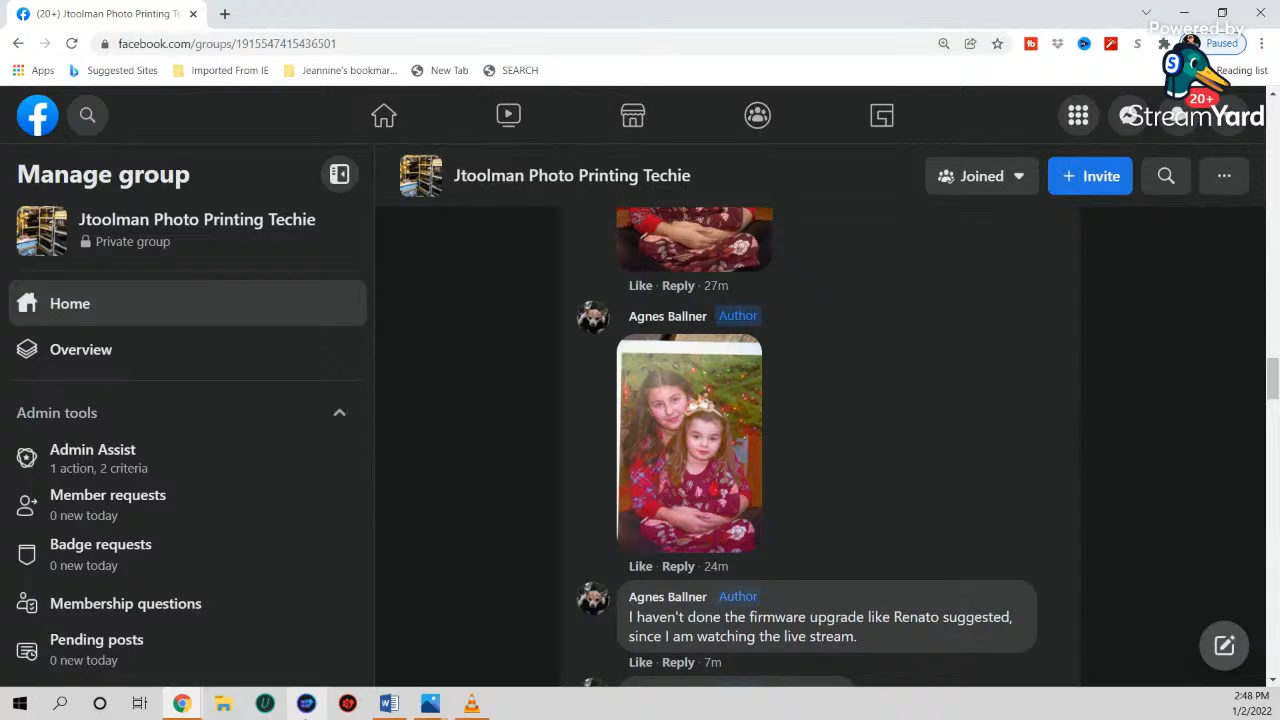 (20+) Jtoolman Photo Printing Te
Powered by
facebook.com/groups/1915547415436501
Paused
Apps
Suggested Sites
Imported From IE
Jeannine's bookmar...
New Tab
SEARCH
Reading list
20+
StreamYard
Manage group
Jtoolman Photo Printing Techie
Joined
+ Invite
Jtoolman Photo Printing Techie
Private group
Home
Overview
Admin tools
Admin Assist
1 action, 2 criteria
Member requests
0 new today
Badge requests
0 new today
Membership questions
Pending posts
0 new today
Like · Reply · 27m
Agnes Ballner Author
Like · Reply · 24m
Agnes Ballner Author
I haven't done the firmware upgrade like Renato suggested,
since I am watching the live stream.
Like · Reply · 7m
2:48 PM
1/2/2022